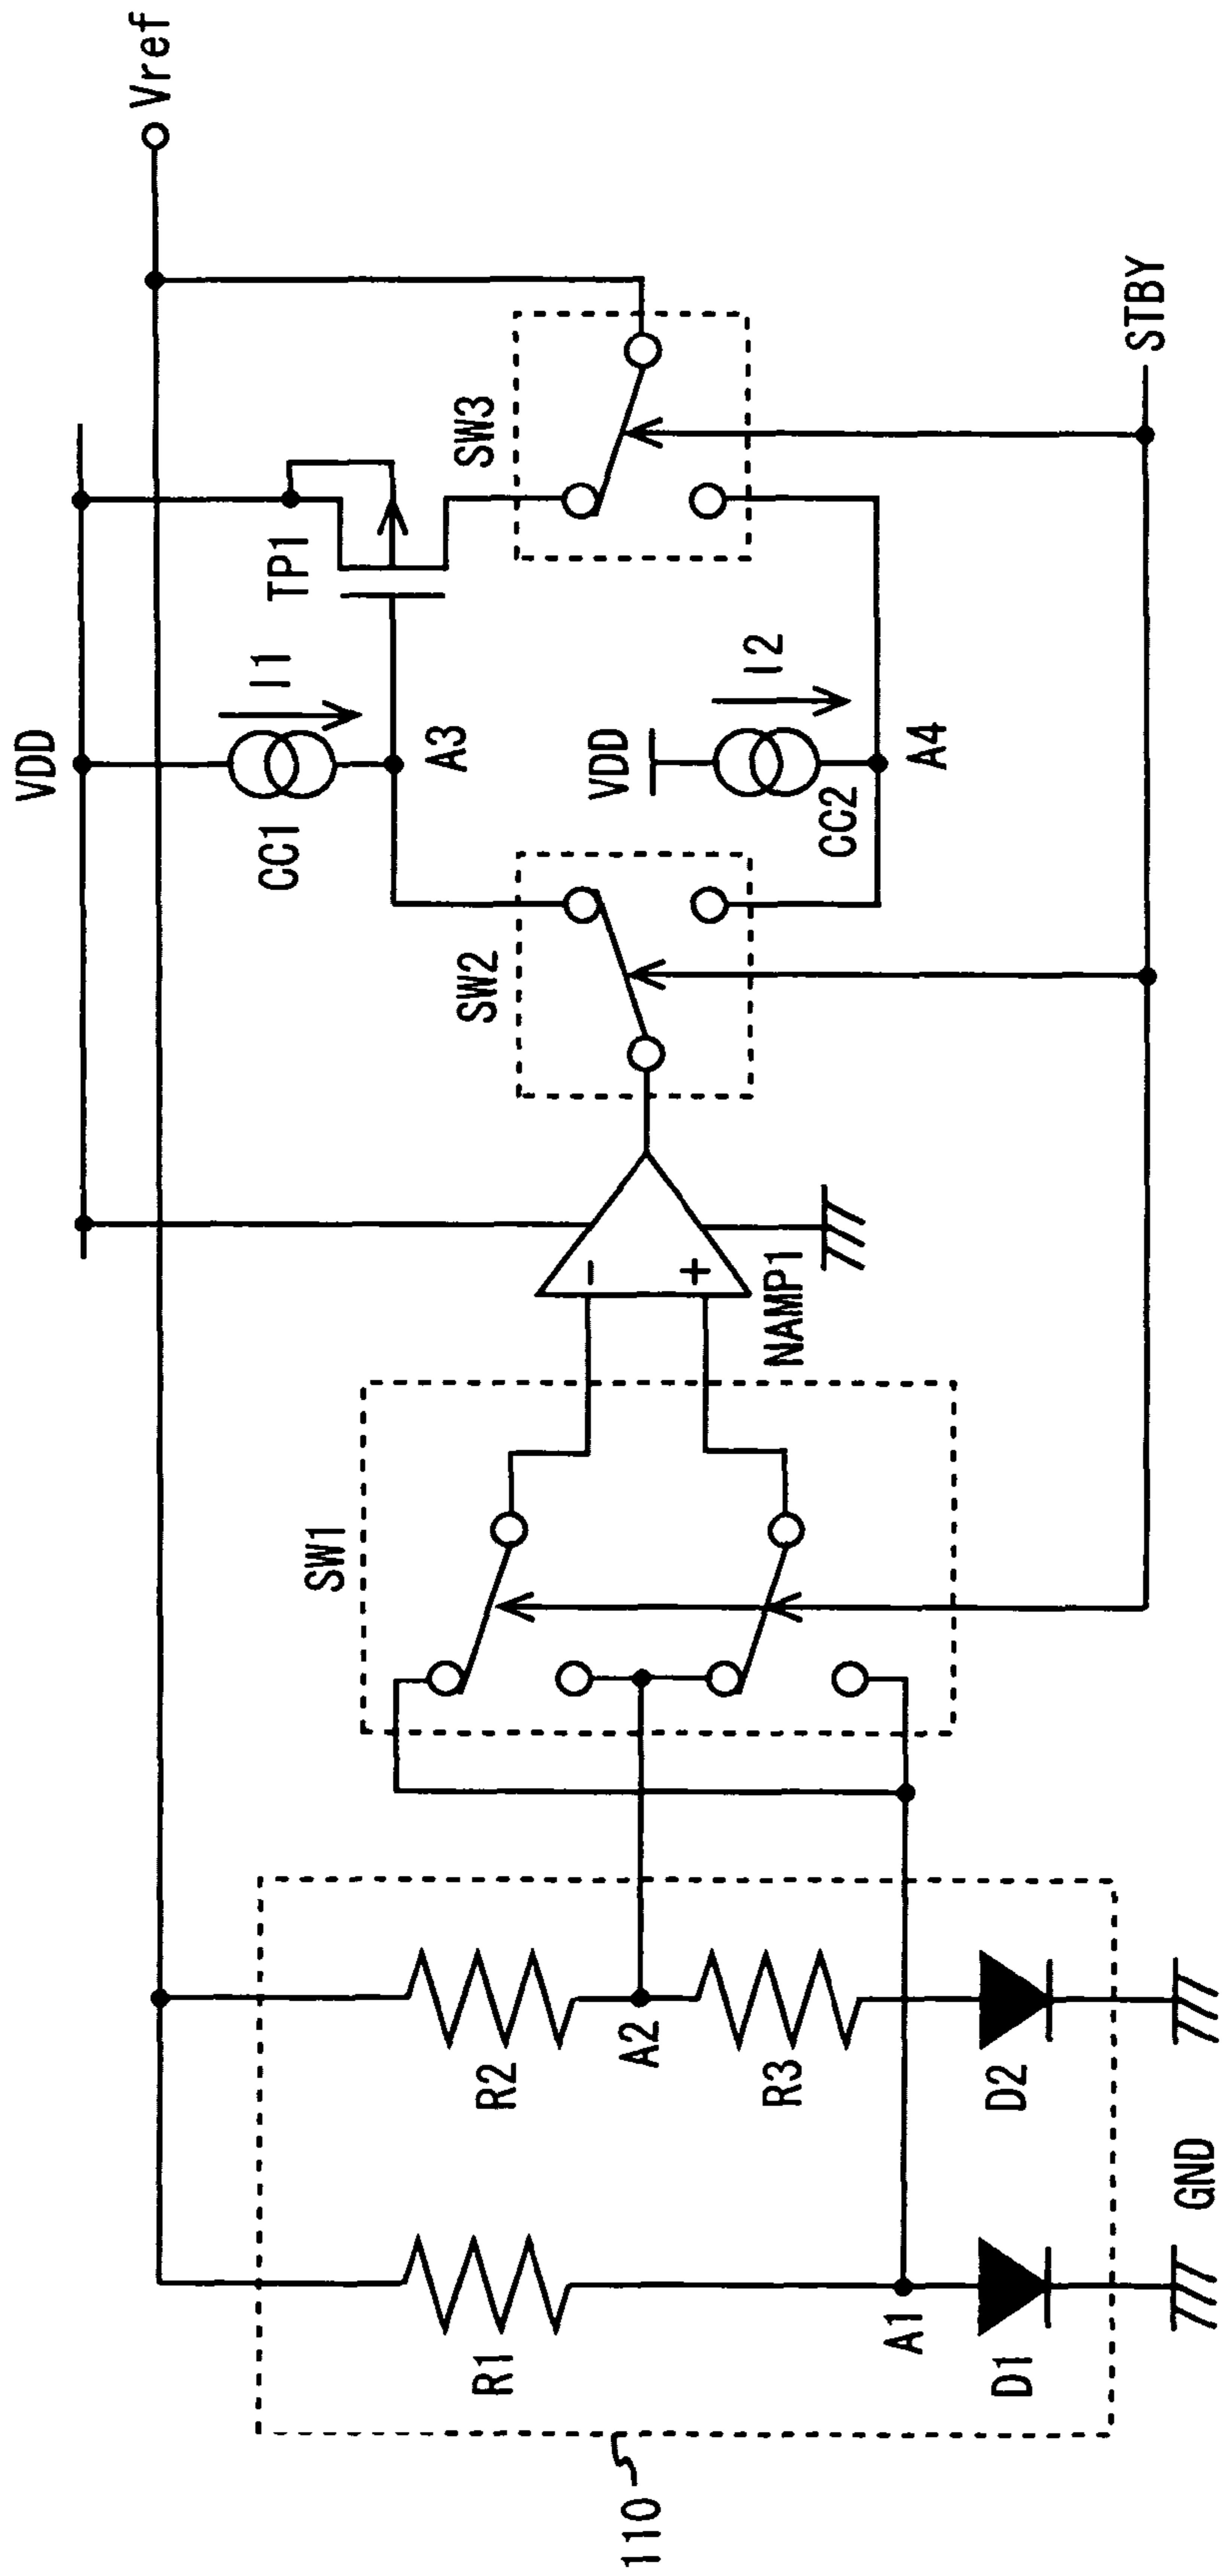 VDD
Vref
CC1
I1
TP1
A3
SW1
SW2
SW3
VDD
I2
CC2
A4
NAMP1
STBY
110
R1
R2
A2
R3
A1
D1
D2
GND
-
+